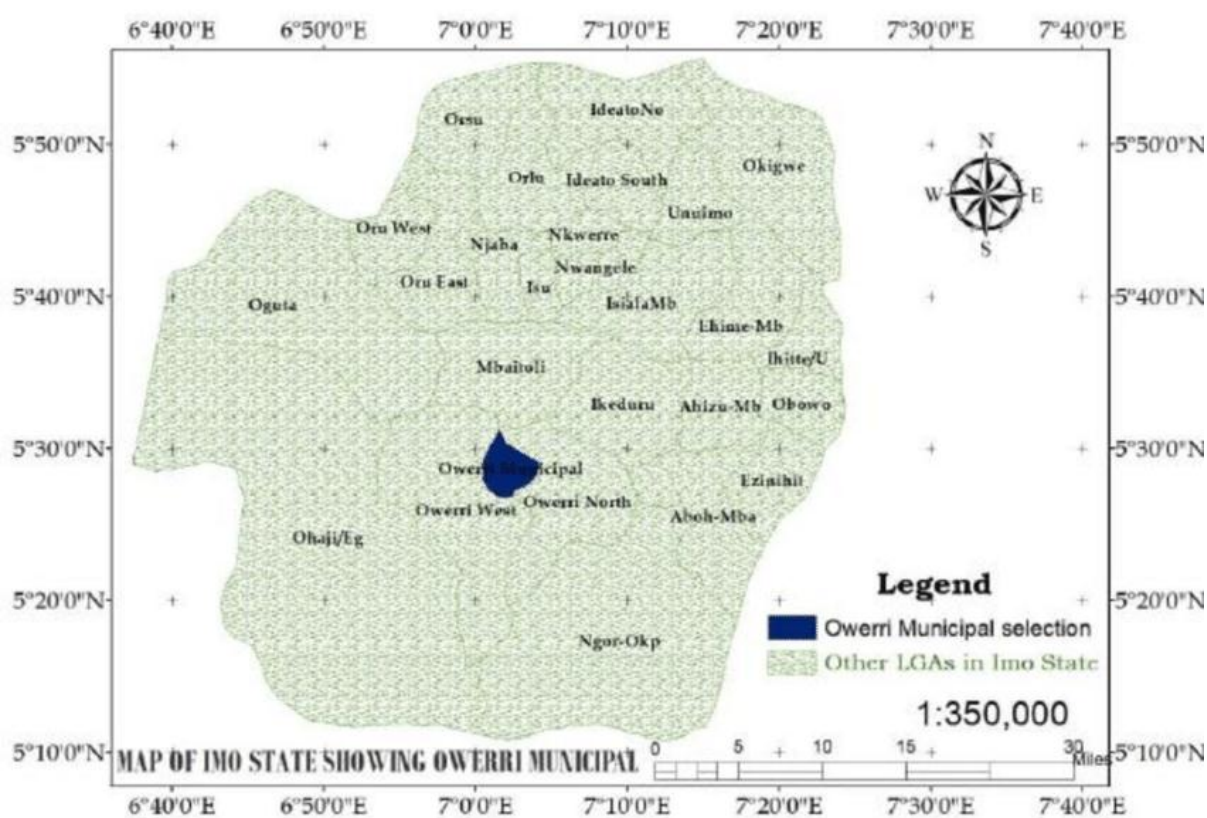 6°40'0"E 6°50'0"E 7°0'0"E 7°10'0"E 7°20'0"E 7°30'0"E 7°40'0"E
5°50'0"N 5°50'0"N
5°40'0"N 5°40'0"N
5°30'0"N 5°30'0"N
5°20'0"N 5°20'0"N
5°10'0"N 5°10'0"N
IdeatoNo
Orsu
Okigwe
Orlu Ideato South
Unuimo
Oru West
Njaba Nkwerre
Nwangele
Oru East Isu
Oguta IsialaMb
Ehime-Mb
Ihitte/U
Mbaitoli
Ikeduru Ahizu-Mb Obowo
Owerri Municipal
Ezinihit
Owerri West Owerri North
Aboh-Mba
Ohaji/Eg
Ngor-Okp
N
W E
S
Legend
Owerri Municipal selection
Other LGAs in Imo State
1:350,000
MAP OF IMO STATE SHOWING OWERRI MUNICIPAL
0 5 10 15 30
Miles
6°40'0"E 6°50'0"E 7°0'0"E 7°10'0"E 7°20'0"E 7°30'0"E 7°40'0"E